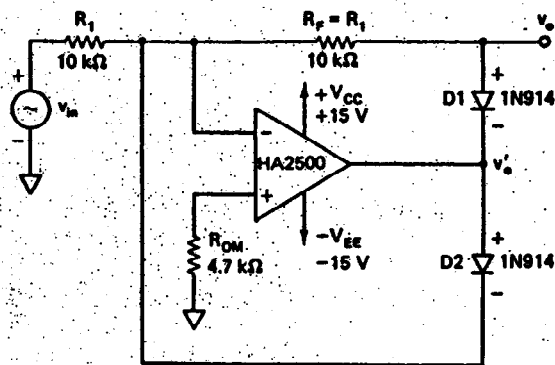 R₁
10 kΩ
R_F = R₁
10 kΩ
vₒ
+
v_in
−
+V_CC
+15 V
+
D1 1N914
−
−
HA2500
+
vₒ′
R_OM
4.7 kΩ
−V_EE
−15 V
+
D2 1N914
−